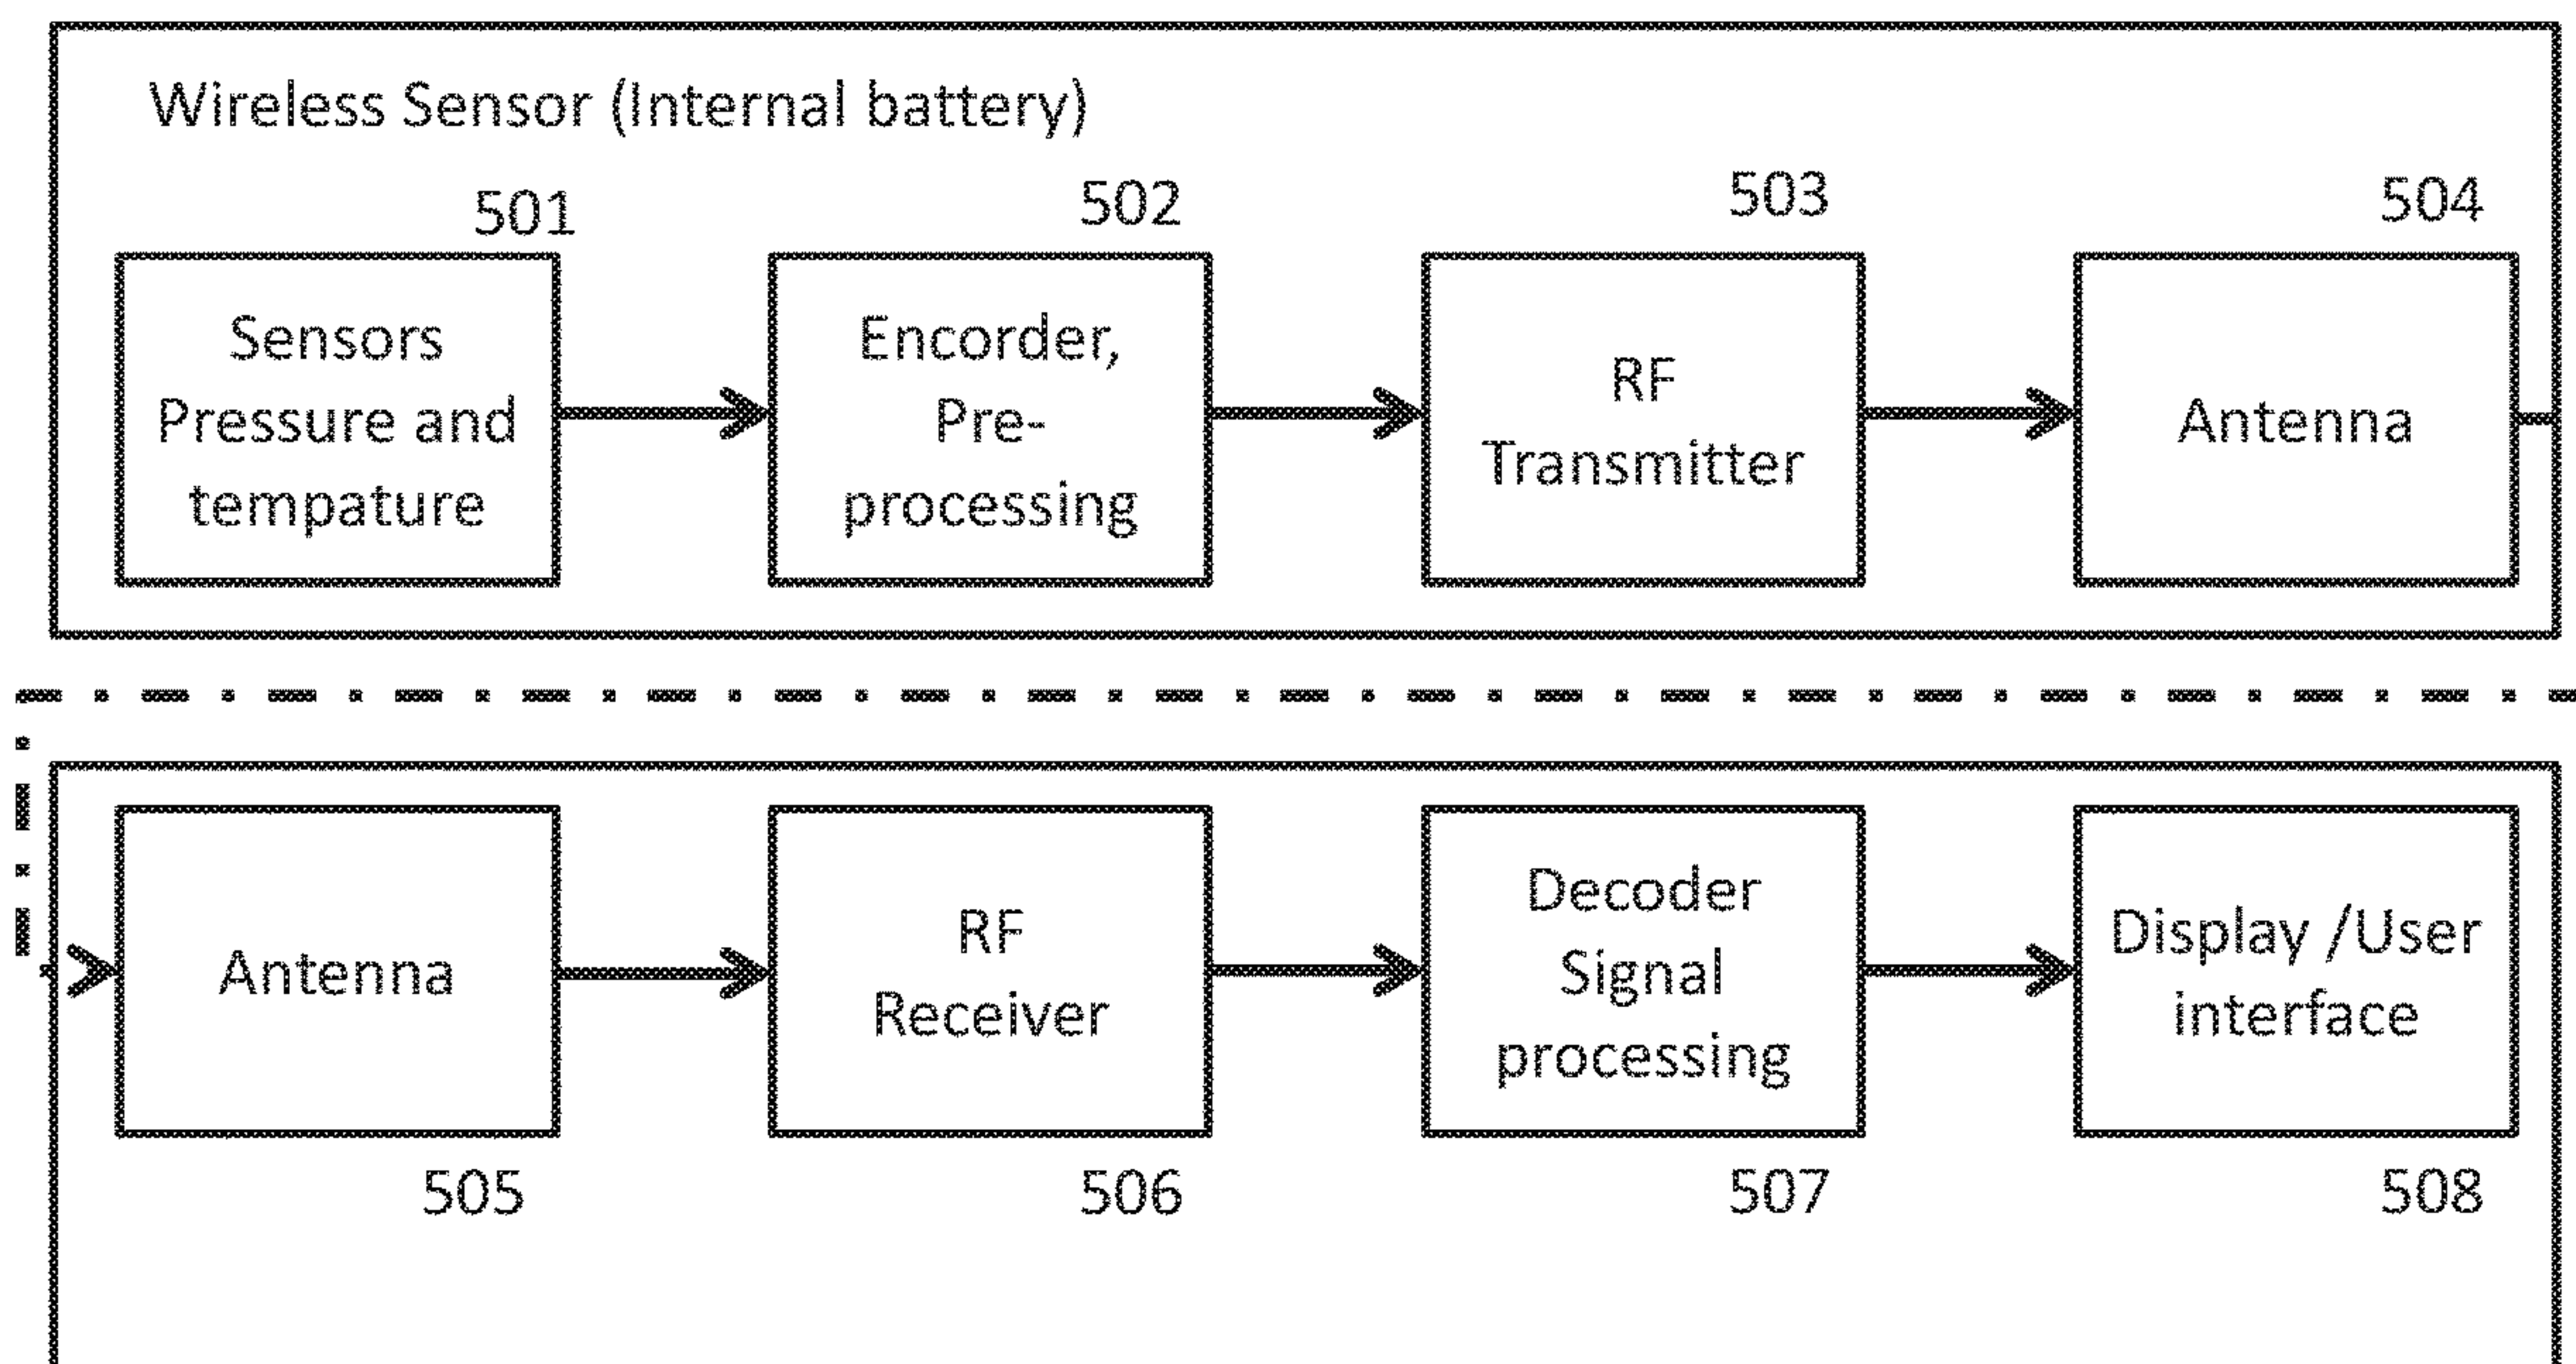 Wireless Sensor (Internal battery)
501
502
503
504
Sensors
Pressure and
tempature
Encorder,
Pre-
processing
RF
Transmitter
Antenna
Antenna
RF
Receiver
Decoder
Signal
processing
Display /User
interface
505
506
507
508